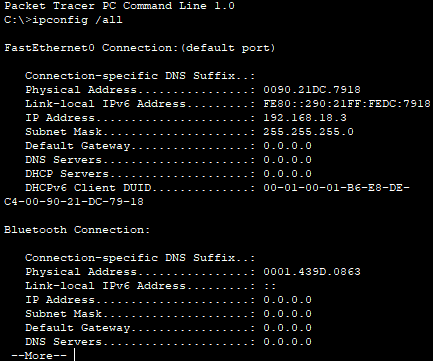 Packet Tracer PC Command Line 1.0
C:\>ipconfig /all
FastEthernet0 Connection:(default port)
Connection-specific DNS Suffix..:
Physical Address................: 0090.21DC.7918
Link-local IPv6 Address.........: FE80::290:21FF:FEDC:7918
IP Address......................: 192.168.18.3
Subnet Mask.....................: 255.255.255.0
Default Gateway.................: 0.0.0.0
DNS Servers.....................: 0.0.0.0
DHCP Servers....................: 0.0.0.0
DHCPv6 Client DUID..............: 00-01-00-01-B6-E8-DE-
C4-00-90-21-DC-79-18
Bluetooth Connection:
Connection-specific DNS Suffix..:
Physical Address................: 0001.439D.0863
Link-local IPv6 Address.........: ::
IP Address......................: 0.0.0.0
Subnet Mask.....................: 0.0.0.0
Default Gateway.................: 0.0.0.0
DNS Servers.....................: 0.0.0.0
--More--